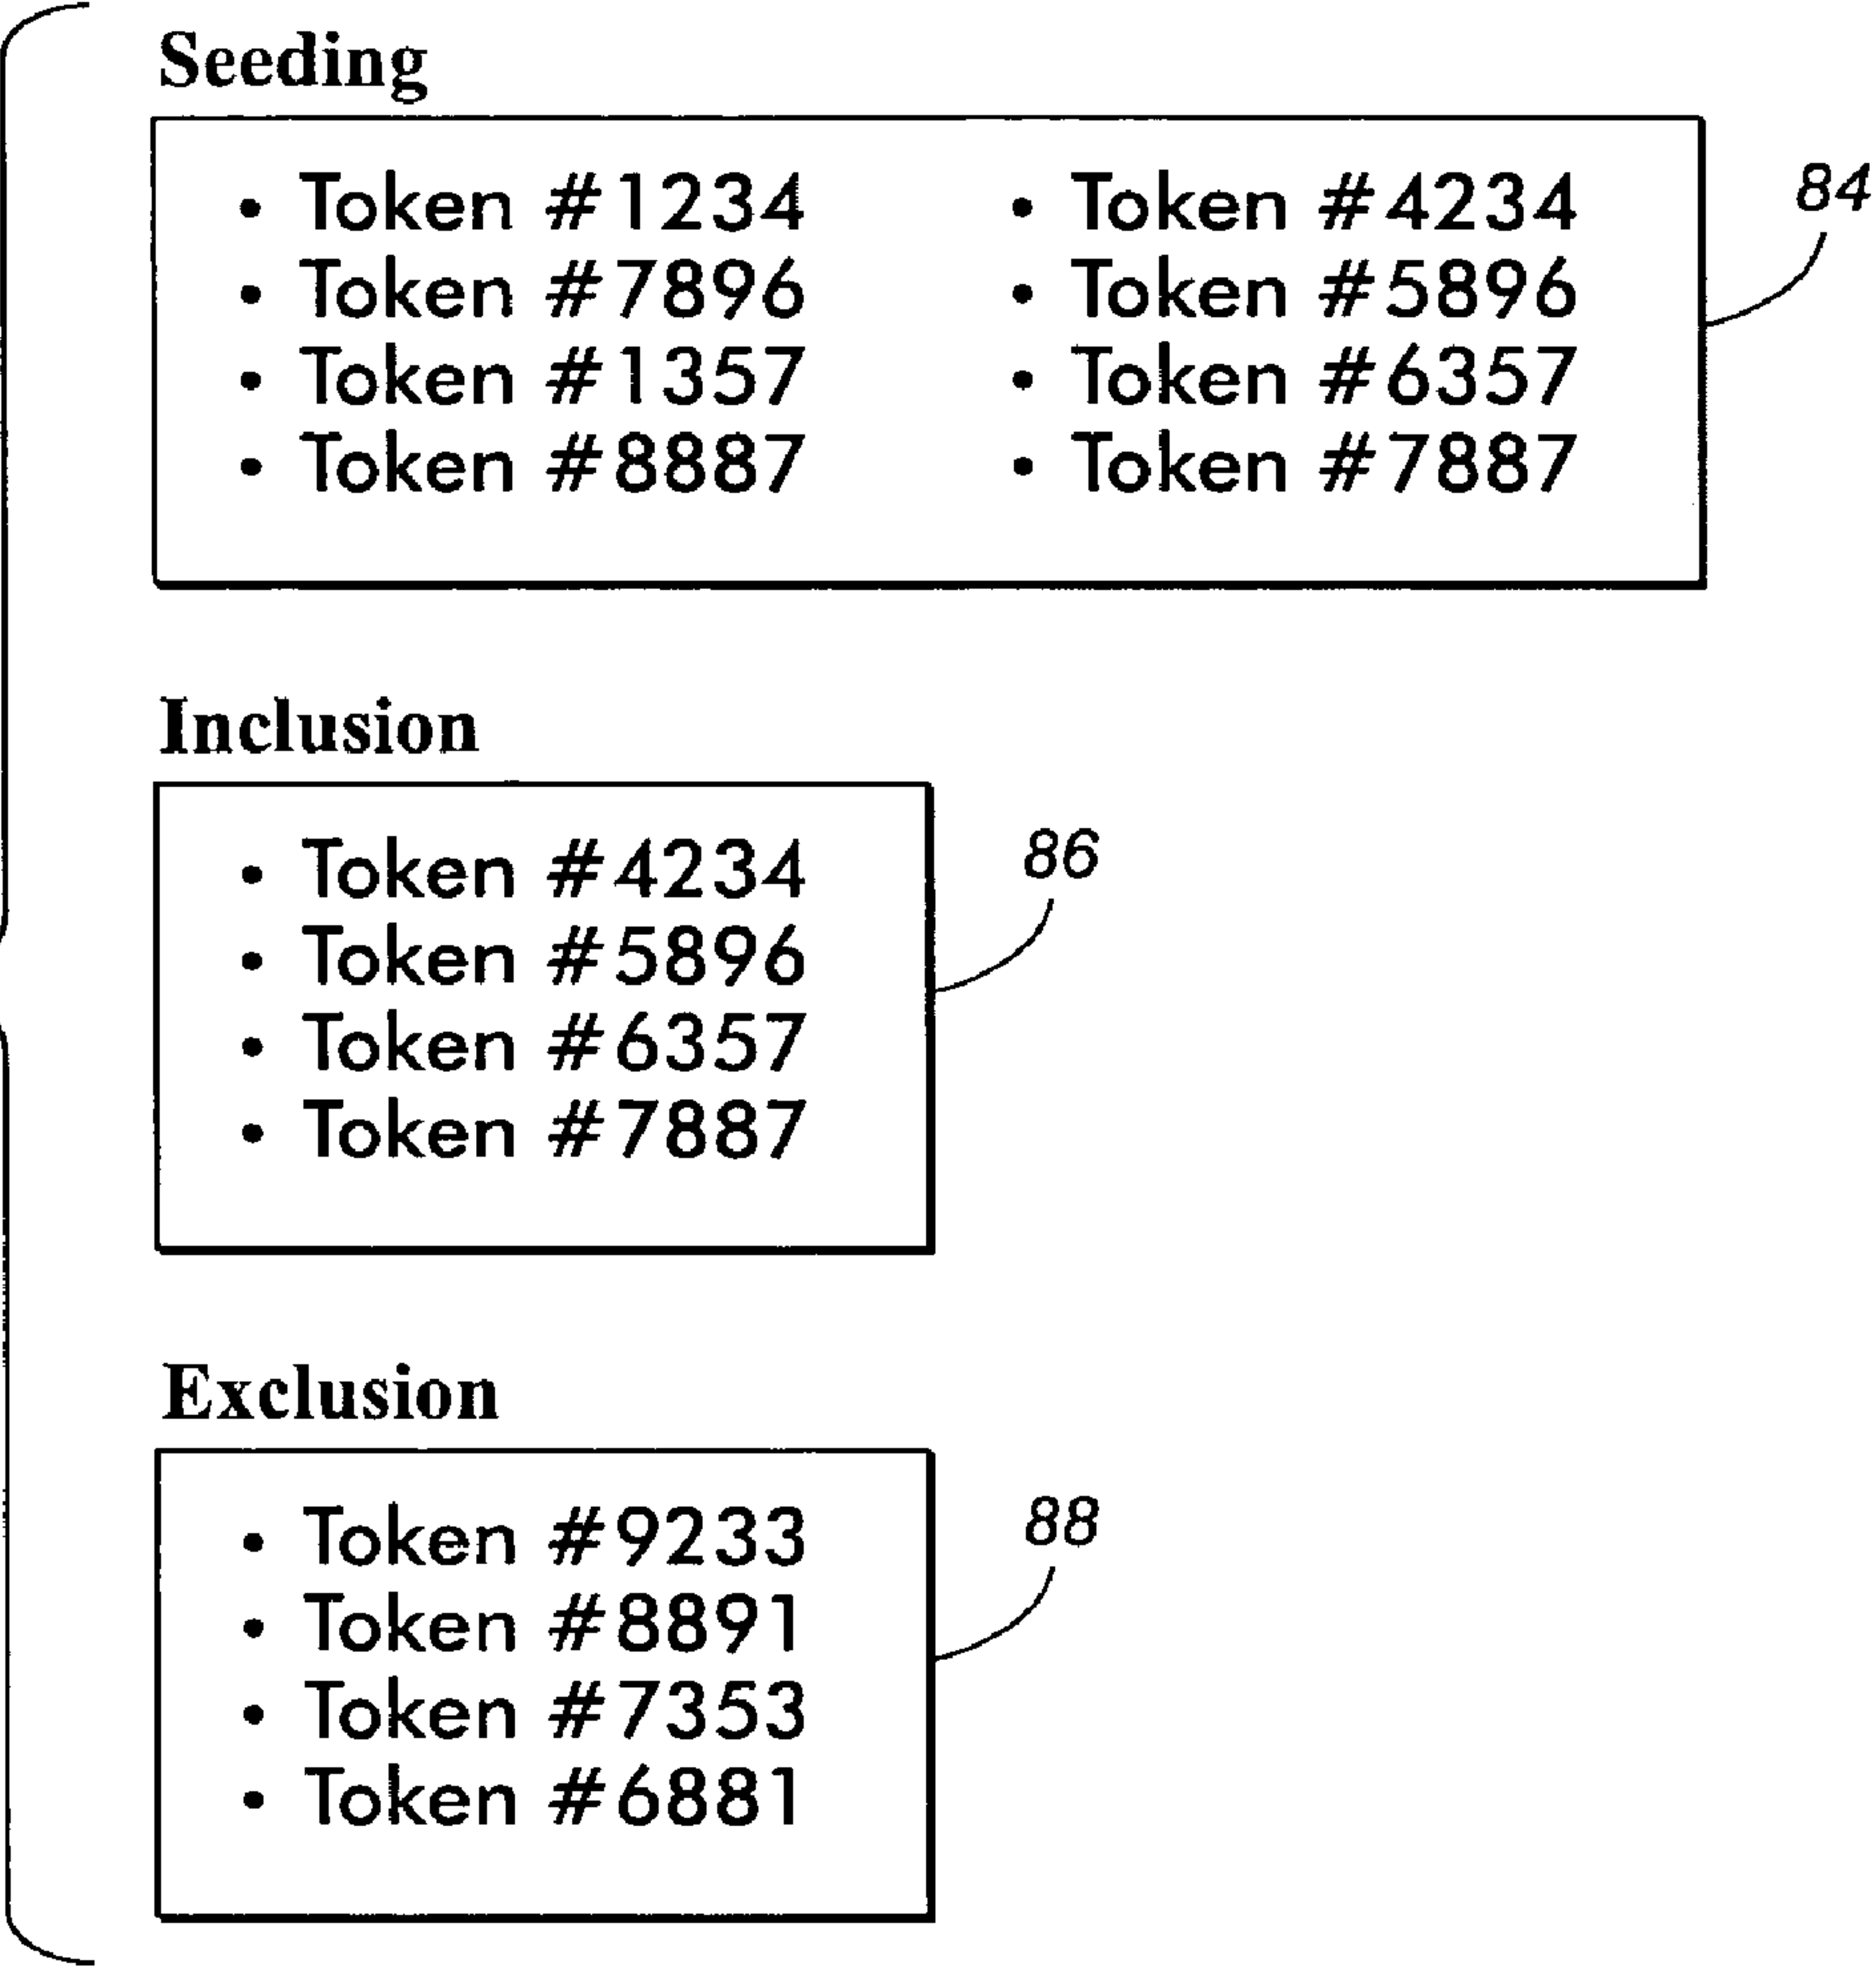 Seeding
• Token #1234 • Token #4234
84
• Token #7896 • Token #5896
• Token #1357 • Token #6357
• Token #8887 • Token #7887
Inclusion
• Token #4234
86
• Token #5896
• Token #6357
• Token #7887
Exclusion
• Token #9233
88
• Token #8891
• Token #7353
• Token #6881